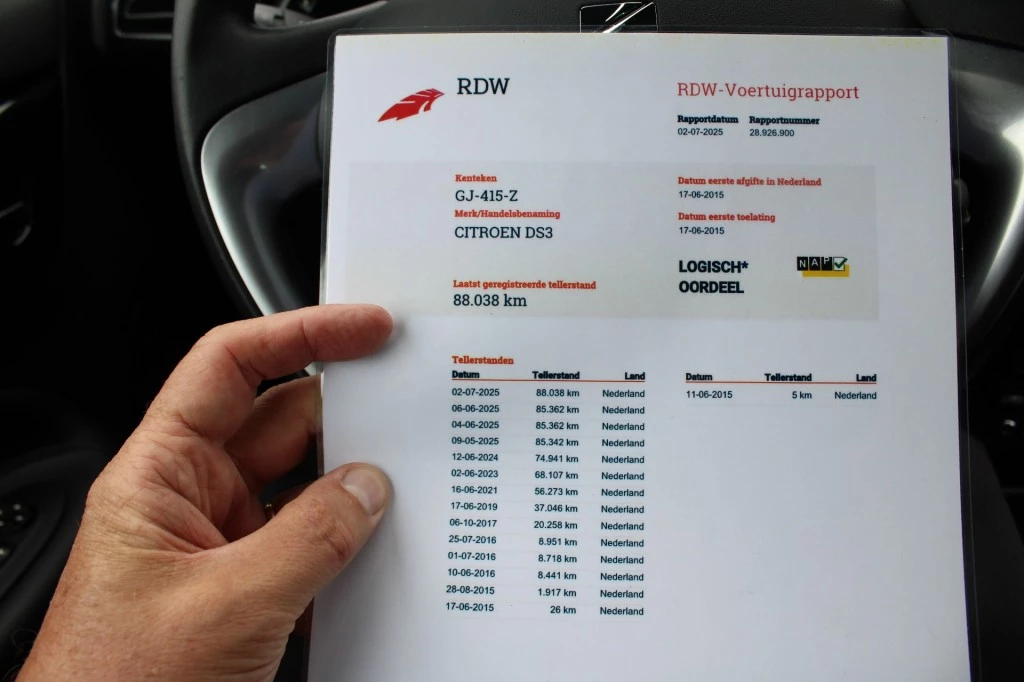 RDW
RDW-Voertuigrapport
Rapportdatum Rapportnummer
02-07-2025 28.926.900
Kenteken
GJ-415-Z
Merk/Handelsbenaming
CITROEN DS3
Laatst geregistreerde tellerstand
88.038 km
Datum eerste afgifte in Nederland
17-06-2015
Datum eerste toelating
17-06-2015
LOGISCH*
OORDEEL
NAP
Tellerstanden
Datum Tellerstand Land
02-07-2025 88.038 km Nederland
06-06-2025 85.362 km Nederland
04-06-2025 85.362 km Nederland
09-05-2025 85.342 km Nederland
12-06-2024 74.941 km Nederland
02-06-2023 68.107 km Nederland
16-06-2021 56.273 km Nederland
17-06-2019 37.046 km Nederland
06-10-2017 20.258 km Nederland
25-07-2016 8.951 km Nederland
01-07-2016 8.718 km Nederland
10-06-2016 8.441 km Nederland
28-08-2015 1.917 km Nederland
17-06-2015 26 km Nederland
Datum Tellerstand Land
11-06-2015 5 km Nederland